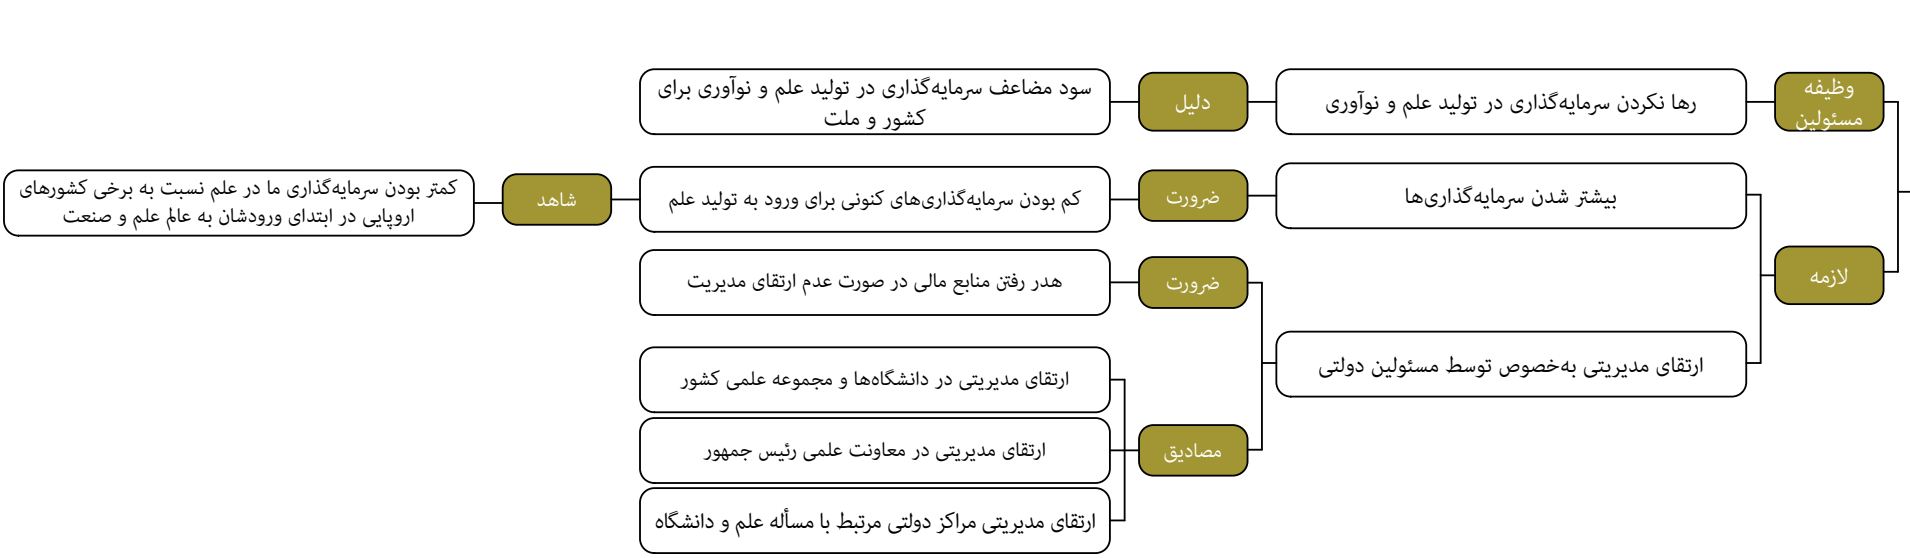 وظیفه
مسئولین
رها نکردن سرمایه‌گذاری در تولید علم و نوآوری
دلیل
سود مضاعف سرمایه‌گذاری در تولید علم و نوآوری برای
کشور و ملت
لازمه
بیشتر شدن سرمایه‌گذاری‌ها
ضرورت
کم بودن سرمایه‌گذاری‌های کنونی برای ورود به تولید علم
شاهد
کمتر بودن سرمایه‌گذاری ما در علم نسبت به برخی کشورهای
اروپایی در ابتدای ورودشان به عالم علم و صنعت
ارتقای مدیریتی به‌خصوص توسط مسئولین دولتی
ضرورت
هدر رفتن منابع مالی در صورت عدم ارتقای مدیریت
مصادیق
ارتقای مدیریتی در دانشگاه‌ها و مجموعه علمی کشور
ارتقای مدیریتی در معاونت علمی رئیس جمهور
ارتقای مدیریتی مراکز دولتی مرتبط با مسأله علم و دانشگاه